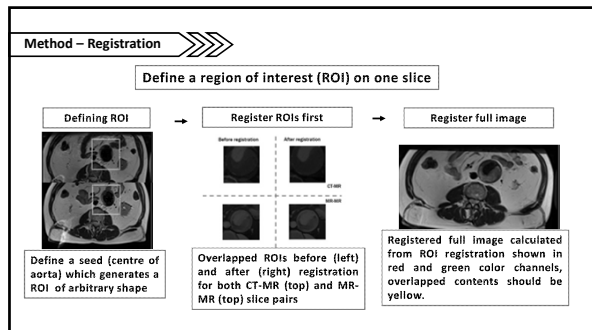 Method – Registration
Define a region of interest (ROI) on one slice
Defining ROI
Register ROIs first
Register full image
Before registration
After registration
CT-MR
MR-MR
Define a seed (centre of
aorta) which generates a
ROI of arbitrary shape
Overlapped ROIs before (left)
and after (right) registration
for both CT-MR (top) and MR-
MR (top) slice pairs
Registered full image calculated
from ROI registration shown in
red and green color channels,
overlapped contents should be
yellow.